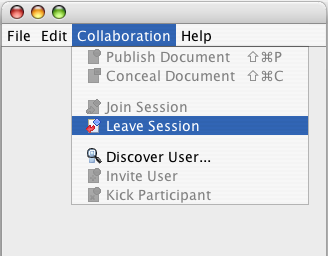 File Edit Collaboration Help
Publish Document ⇧⌘P
Conceal Document ⇧⌘C
Join Session
Leave Session
Discover User...
Invite User
Kick Participant